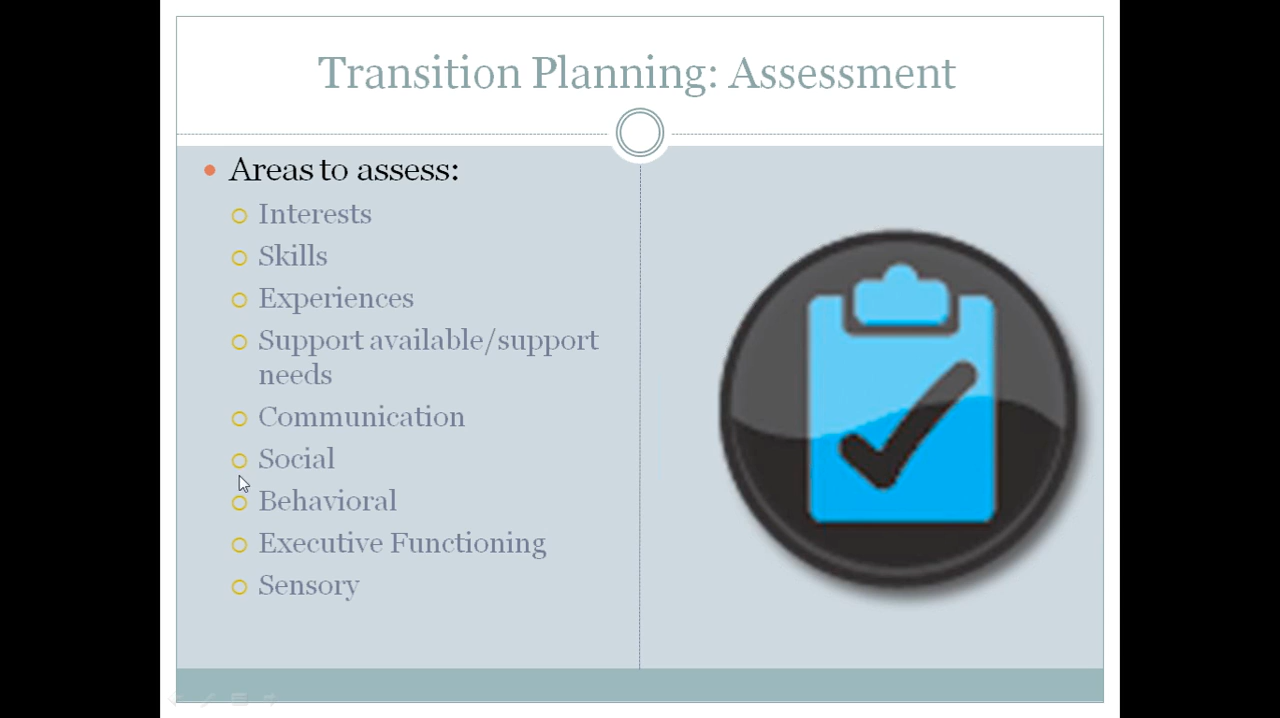 Transition Planning: Assessment
Areas to assess:
Interests
Skills
Experiences
Support available/support
needs
Communication
Social
Behavioral
Executive Functioning
Sensory